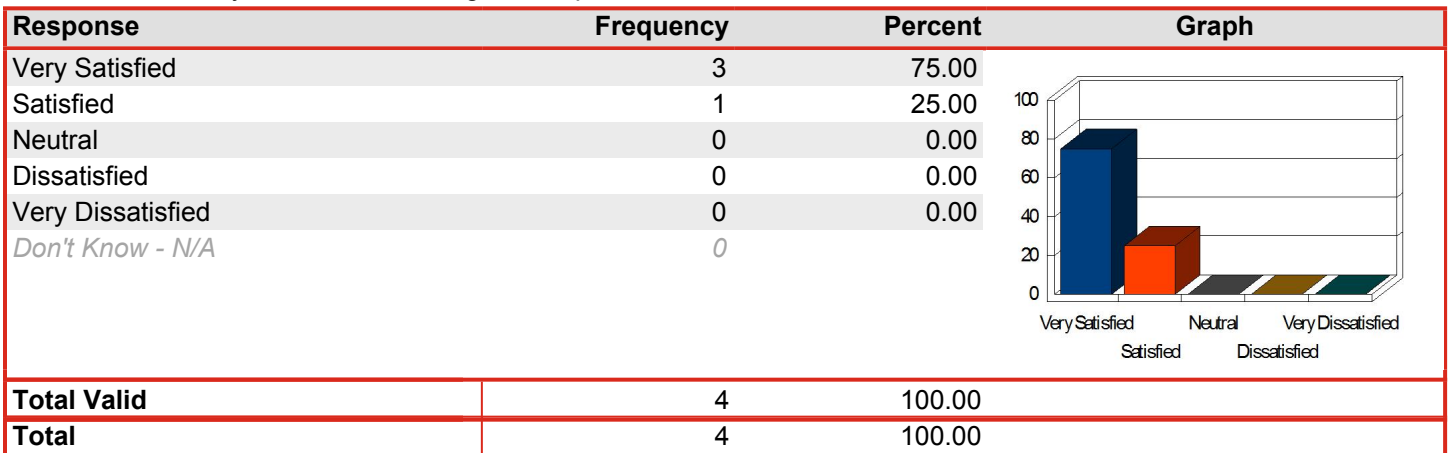 Response Frequency Percent Graph
Very Satisfied 3 75.00
Satisfied 1 25.00
Neutral 0 0.00
Dissatisfied 0 0.00
Very Dissatisfied 0 0.00
Don't Know - N/A 0
100
80
60
40
20
0
Very Satisfied Neutral Very Dissatisfied
Satisfied Dissatisfied
Total Valid 4 100.00
Total 4 100.00